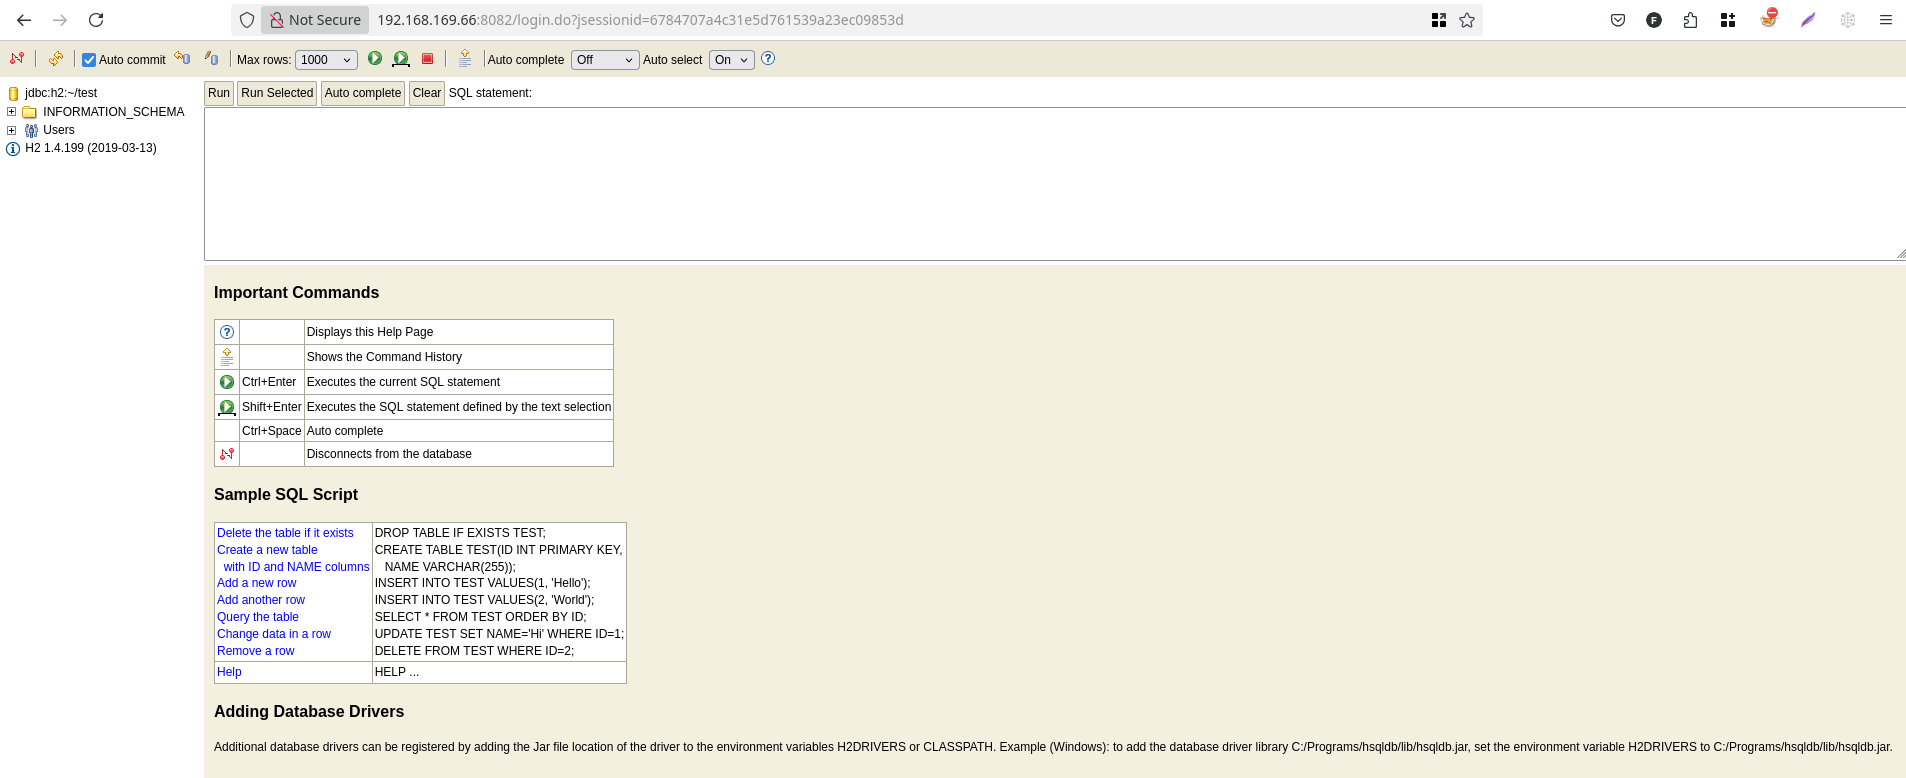 Not Secure 192.168.169.66:8082/login.do?jsessionid=6784707a4c31e5d761539a23ec09853d
Auto commit Max rows: 1000 Auto complete Off Auto select On
jdbc:h2:~/test
INFORMATION_SCHEMA
Users
H2 1.4.199 (2019-03-13)
Run Run Selected Auto complete Clear SQL statement:
Important Commands
Displays this Help Page
Shows the Command History
Ctrl+Enter Executes the current SQL statement
Shift+Enter Executes the SQL statement defined by the text selection
Ctrl+Space Auto complete
Disconnects from the database
Sample SQL Script
Delete the table if it exists DROP TABLE IF EXISTS TEST;
Create a new table CREATE TABLE TEST(ID INT PRIMARY KEY,
with ID and NAME columns NAME VARCHAR(255));
Add a new row INSERT INTO TEST VALUES(1, 'Hello');
Add another row INSERT INTO TEST VALUES(2, 'World');
Query the table SELECT * FROM TEST ORDER BY ID;
Change data in a row UPDATE TEST SET NAME='Hi' WHERE ID=1;
Remove a row DELETE FROM TEST WHERE ID=2;
Help HELP ...
Adding Database Drivers
Additional database drivers can be registered by adding the Jar file location of the driver to the environment variables H2DRIVERS or CLASSPATH. Example (Windows): to add the database driver library C:/Programs/hsqldb/lib/hsqldb.jar, set the environment variable H2DRIVERS to C:/Programs/hsqldb/lib/hsqldb.jar.